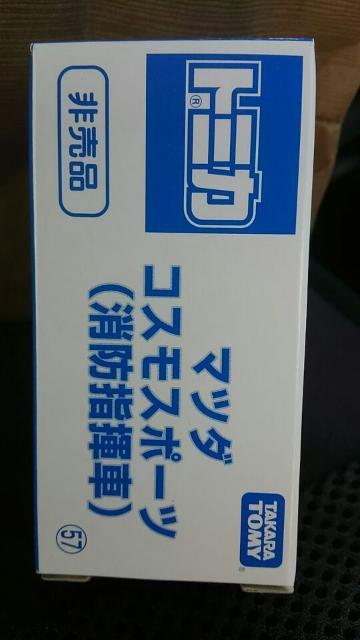 トミカ®
非売品
マツダ
コスモスポーツ
(消防指揮車)
57
TAKARA
TOMY®